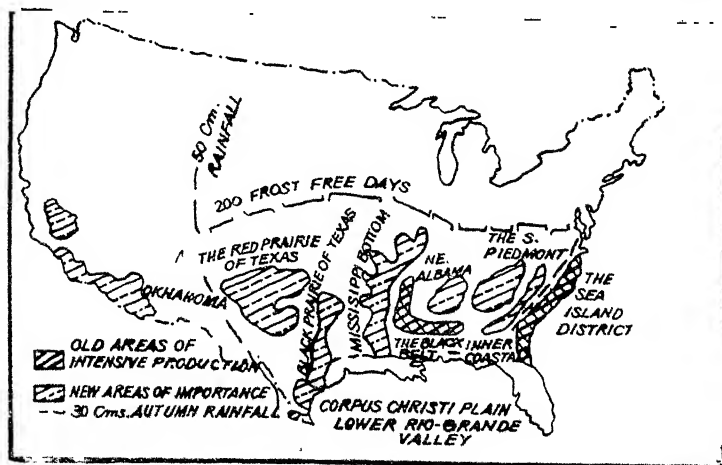 50 Cm.
RAINFALL
200 FROST FREE DAYS
THE RED PRAIRIE
OF TEXAS
OKHAHOMA
BLACK PRAIRIE OF TEXAS
MISSISSIPPI BOTTOM
NE.
ALBAMA
THE S.
PIEDMONT
THE
SEA
ISLAND
DISTRICT
THE BLACK
BELT
INNER
COASTA
OLD AREAS OF
INTENSIVE PRODUCTION
NEW AREAS OF IMPORTANCE
30 Cms. AUTUMN RAINFALL
CORPUS CHRISTI PLAIN
LOWER RIO-GRANDE
VALLEY